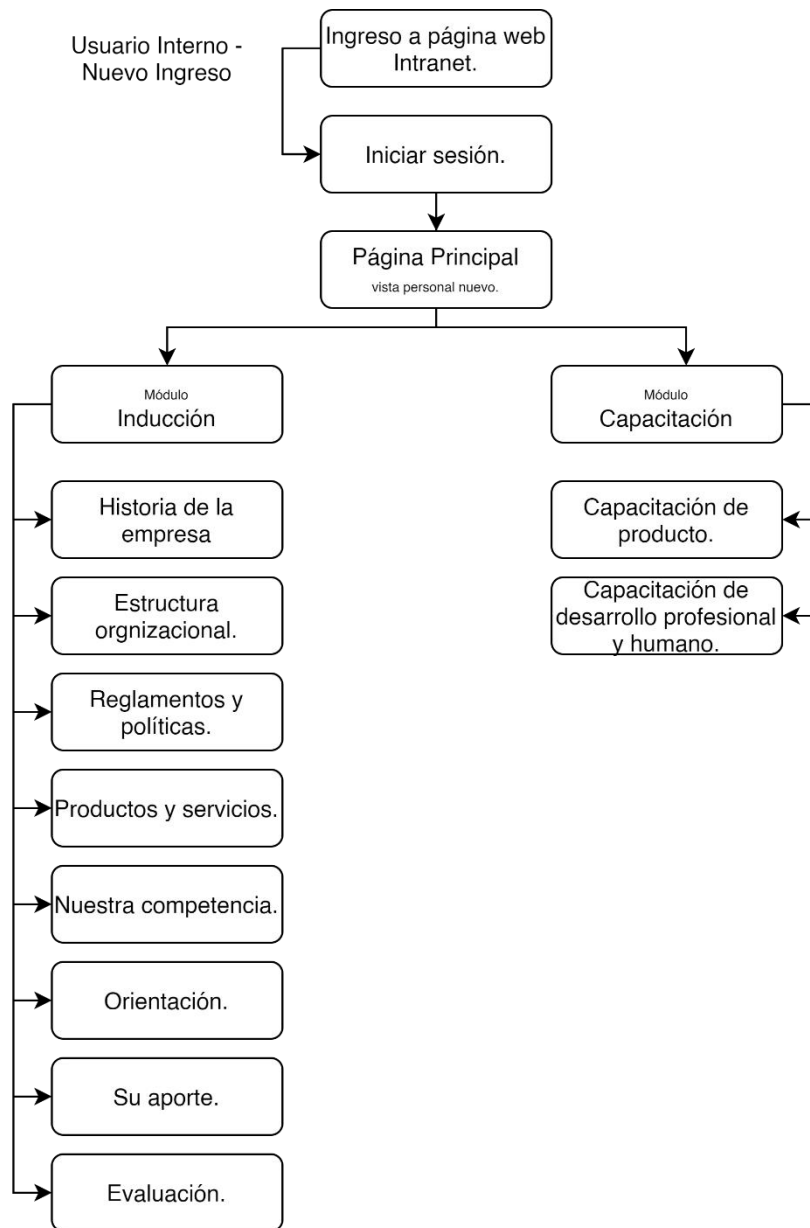 Usuario Interno -
Nuevo Ingreso
Ingreso a página web
Intranet.
Iniciar sesión.
Página Principal
vista personal nuevo.
Módulo
Inducción
Módulo
Capacitación
Historia de la
empresa
Capacitación de
producto.
Estructura
orgnizacional.
Capacitación de
desarrollo profesional
y humano.
Reglamentos y
políticas.
Productos y servicios.
Nuestra competencia.
Orientación.
Su aporte.
Evaluación.